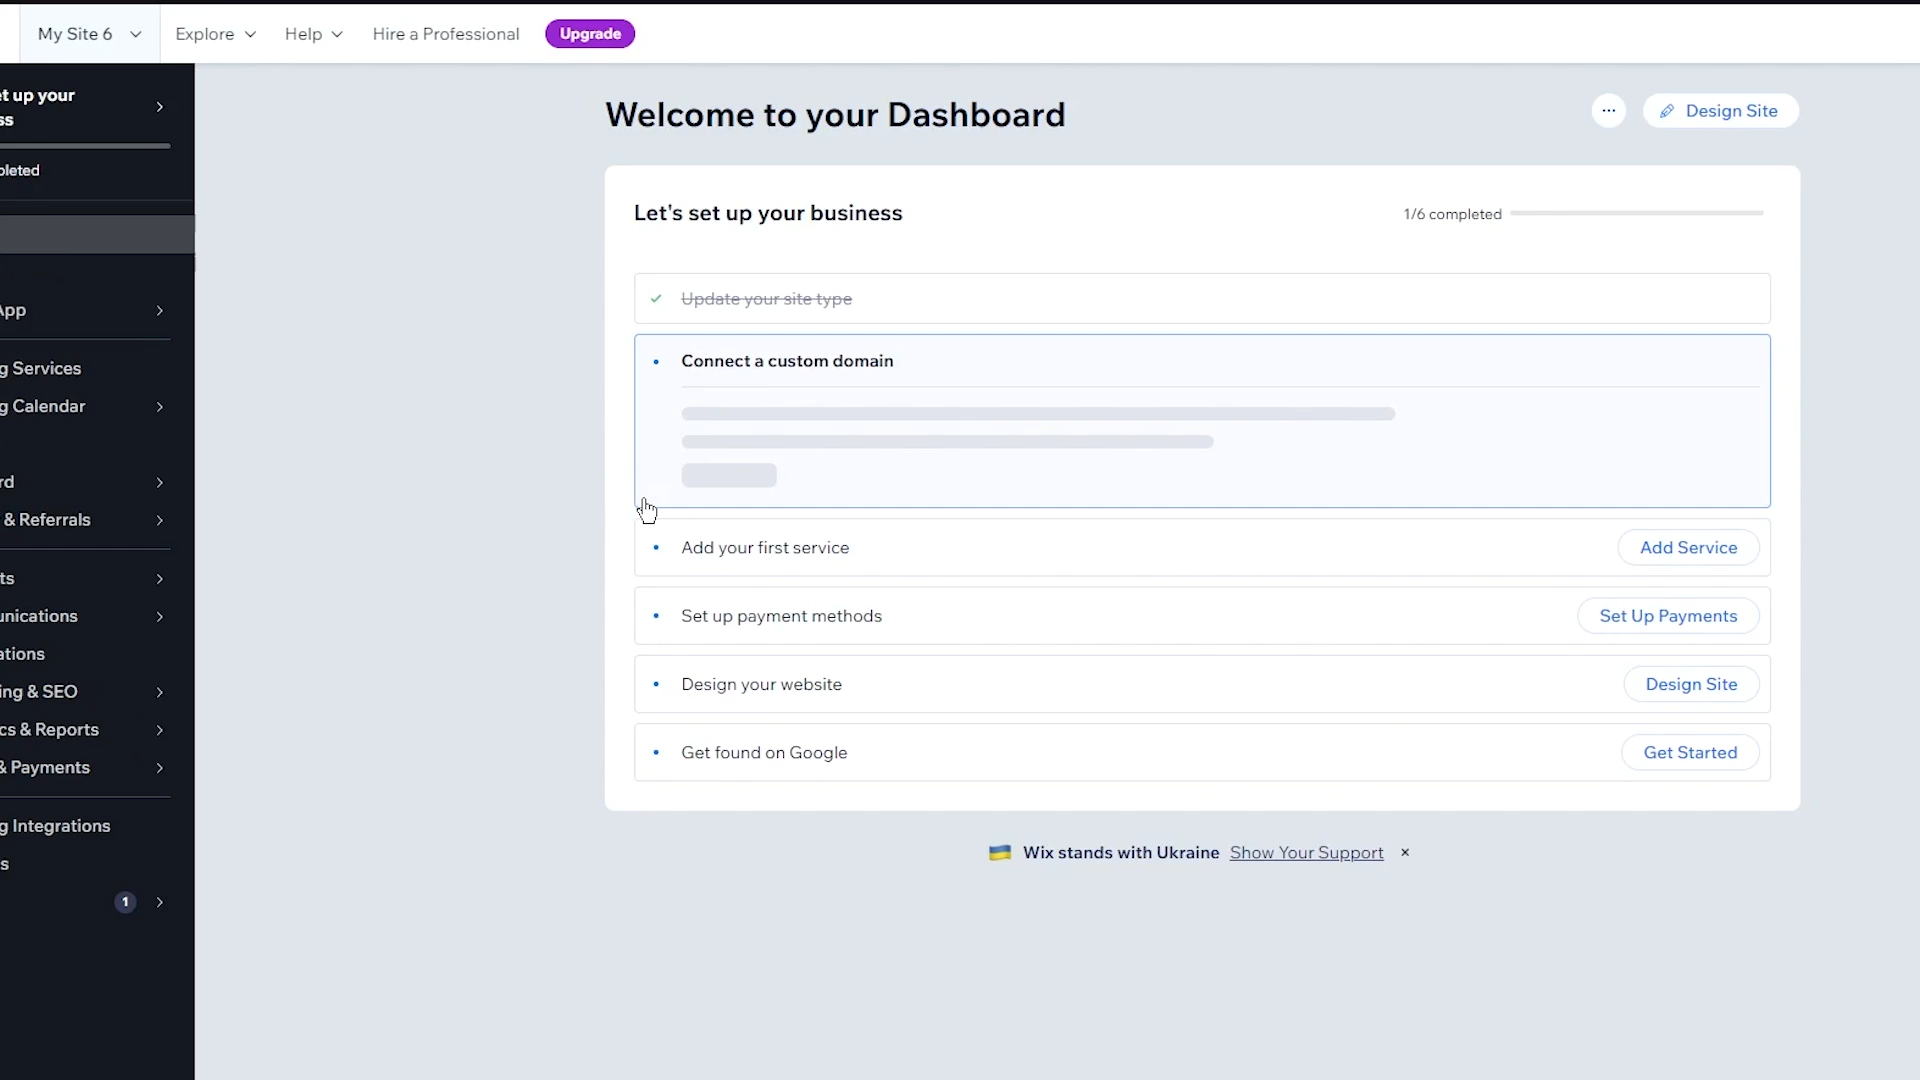 My Site 6
Explore
Help
Hire a Professional
Upgrade
et up your
ss
pleted
App
g Services
g Calendar
rd
& Referrals
ts
unications
ations
ing & SEO
cs & Reports
& Payments
g Integrations
s
1
Welcome to your Dashboard
...
Design Site
Let's set up your business
1/6 completed
Update your site type
Connect a custom domain
Add your first service
Add Service
Set up payment methods
Set Up Payments
Design your website
Design Site
Get found on Google
Get Started
Wix stands with Ukraine Show Your Support ×